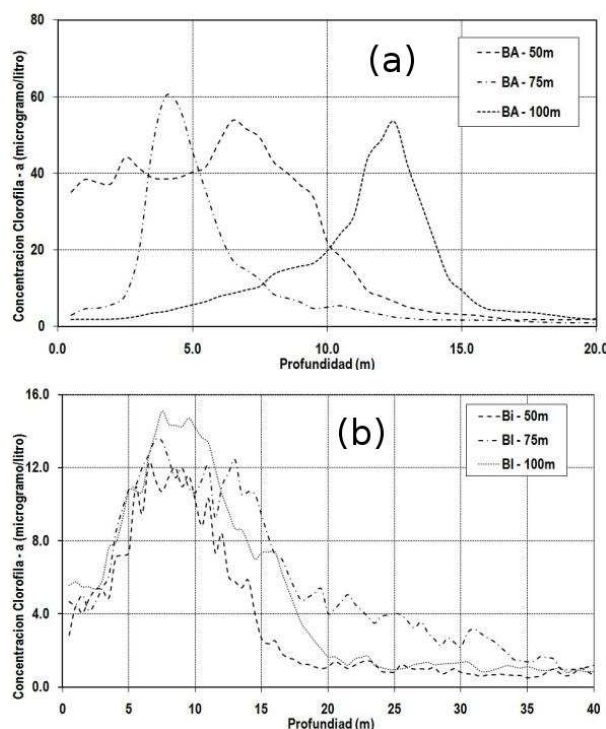 (a)
Concentracion Clorofila - a (microgramo/litro)
80
60
40
20
0
BA - 50m
BA - 75m
BA - 100m
0.0 5.0 10.0 15.0 20.0
Profundidad (m)
(b)
Concentracion Clorofila - a (microgramo/litro)
16.0
12.0
8.0
4.0
0.0
Bi - 50m
BI - 75m
BI - 100m
0 5 10 15 20 25 30 35 40
Profundiad (m)